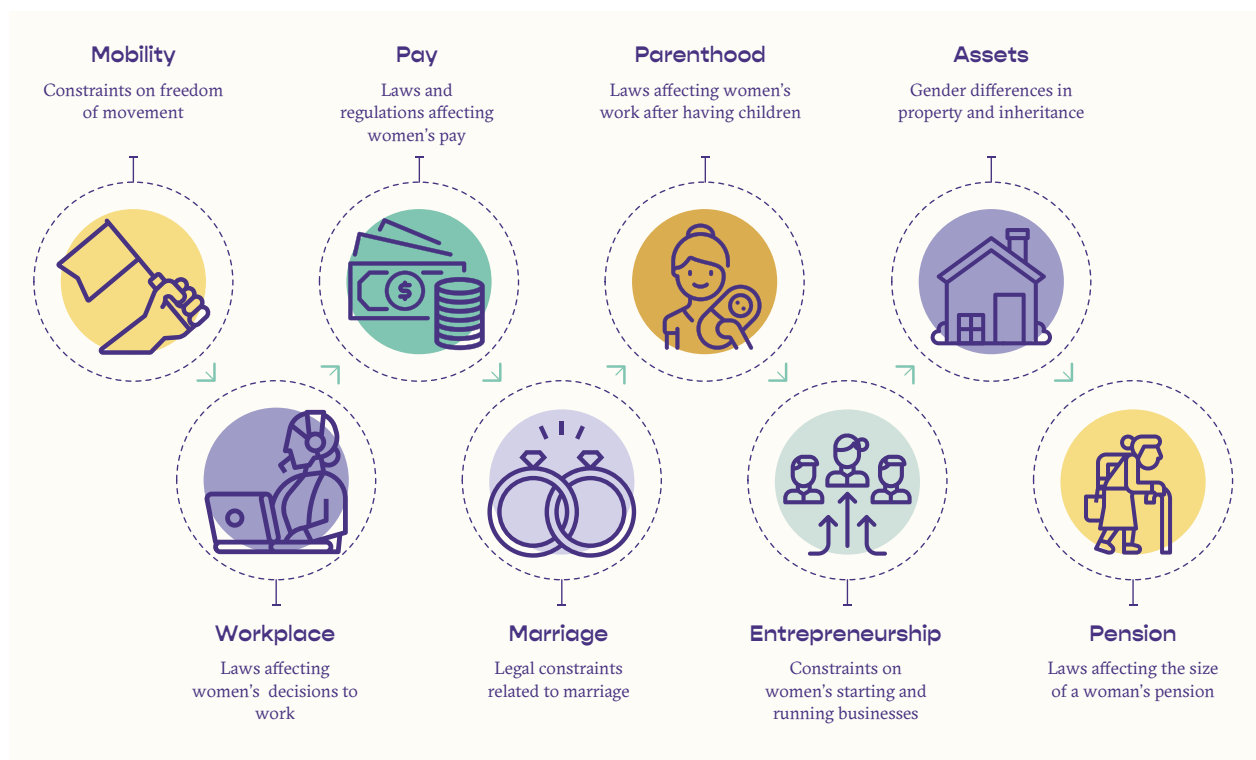 Mobility
Constraints on freedom
of movement
Pay
Laws and
regulations affecting
women's pay
Parenthood
Laws affecting women's
work after having children
Assets
Gender differences in
property and inheritance
$
Workplace
Laws affecting
women's  decisions to
work
Marriage
Legal constraints
related to marriage
Entrepreneurship
Constraints on
women's starting and
running businesses
Pension
Laws affecting the size
of a woman's pension